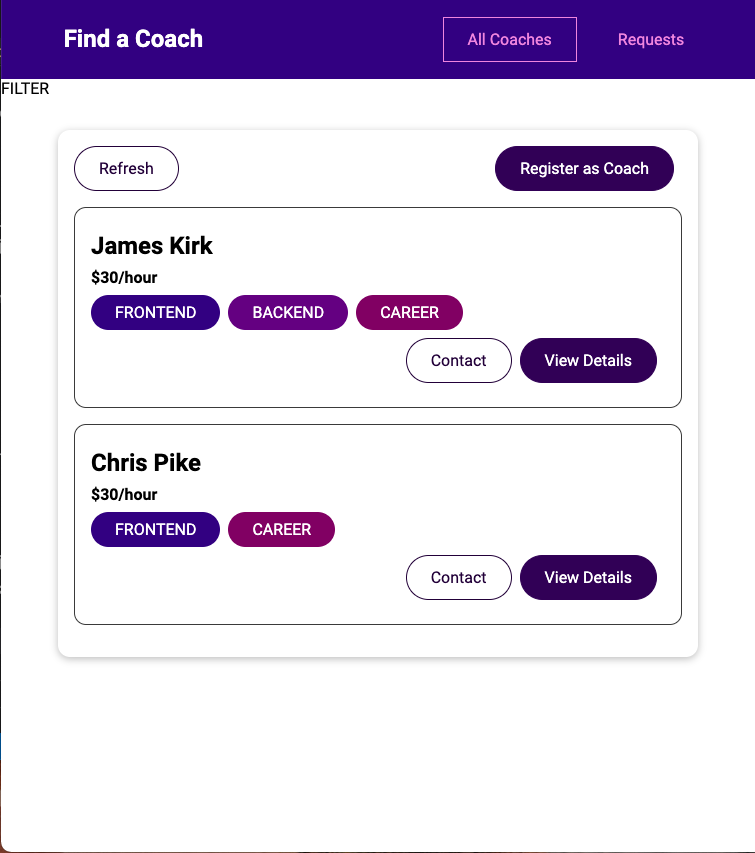 Find a Coach All Coaches Requests
FILTER
Refresh Register as Coach
James Kirk
$30/hour
FRONTEND BACKEND CAREER
Contact View Details
Chris Pike
$30/hour
FRONTEND CAREER
Contact View Details